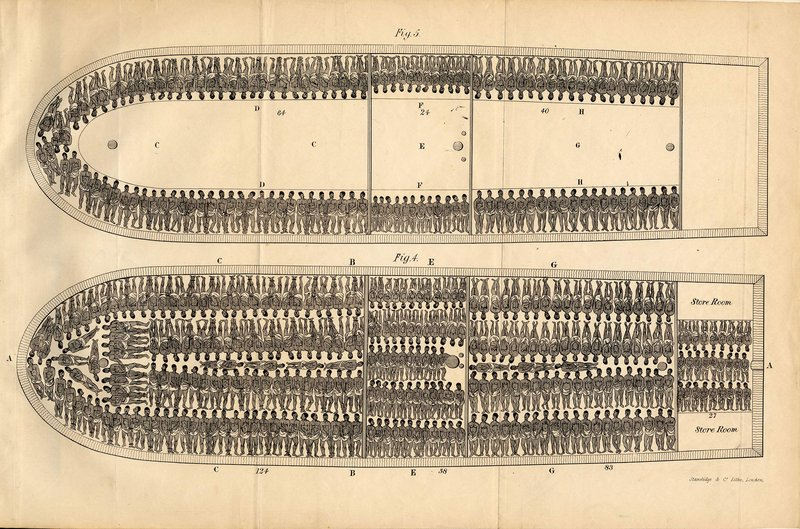 Fig. 5
D 64 F 24 40 H
C C E G
D F H
Fig. 4.
C B E G
Store Room
A A
27
Store Room
C 124 B E 58 G 83
Standidge & Co. Litho, London.